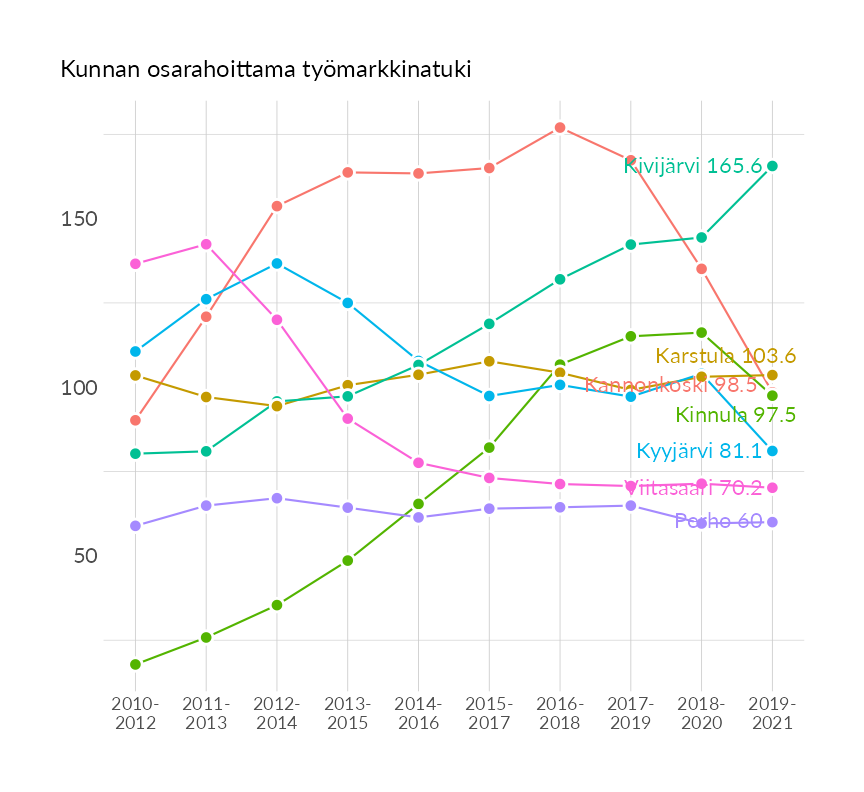 Kunnan osarahoittama työmarkkinatuki
Kivijärvi 165.6
150
Karstula 103.6
100
Kannonkoski 98.5
Kinnula 97.5
Kyyjärvi 81.1
Viitasaari 70.2
Perho 60
50
2010-
2012
2011-
2013
2012-
2014
2013-
2015
2014-
2016
2015-
2017
2016-
2018
2017-
2019
2018-
2020
2019-
2021